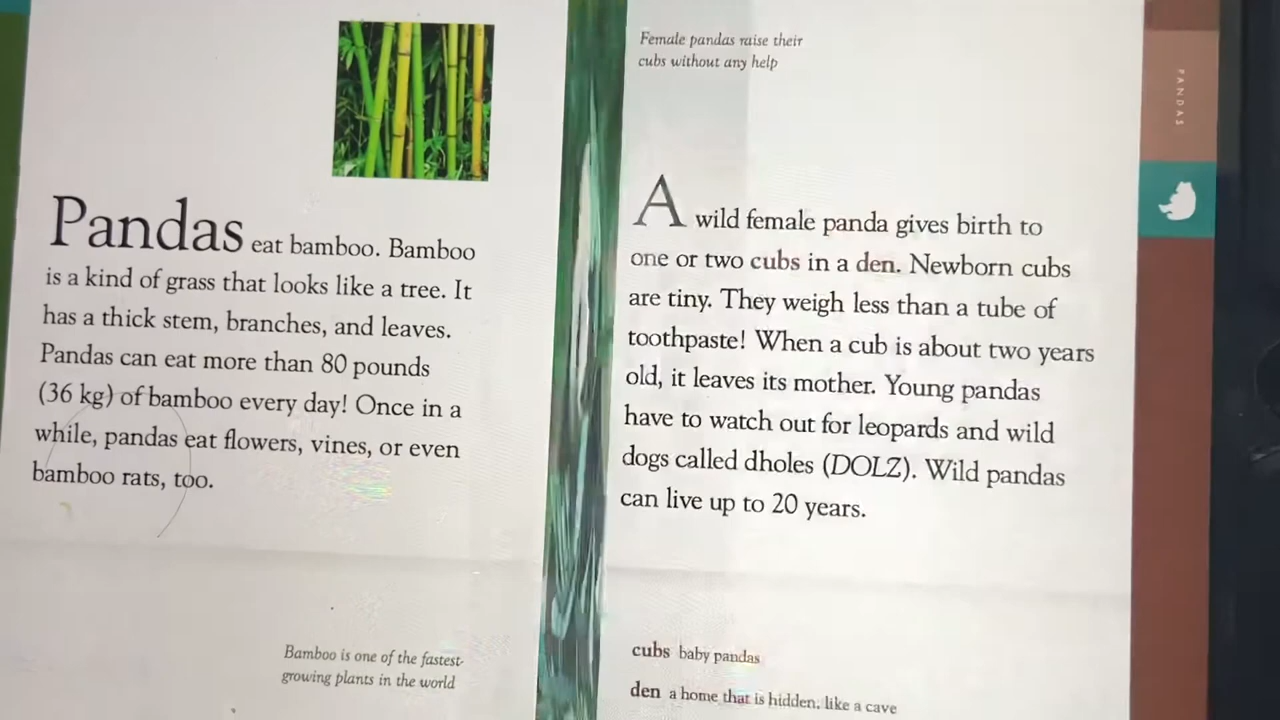 Pandas eat bamboo. Bamboo
is a kind of grass that looks like a tree. It
has a thick stem, branches, and leaves.
Pandas can eat more than 80 pounds
(36 kg) of bamboo every day! Once in a
while, pandas eat flowers, vines, or even
bamboo rats, too.
Bamboo is one of the fastest-
growing plants in the world
Female pandas raise their
cubs without any help
A wild female panda gives birth to
one or two cubs in a den. Newborn cubs
are tiny. They weigh less than a tube of
toothpaste! When a cub is about two years
old, it leaves its mother. Young pandas
have to watch out for leopards and wild
dogs called dholes (DOLZ). Wild pandas
can live up to 20 years.
cubs baby pandas
den a home that is hidden, like a cave
PANDAS